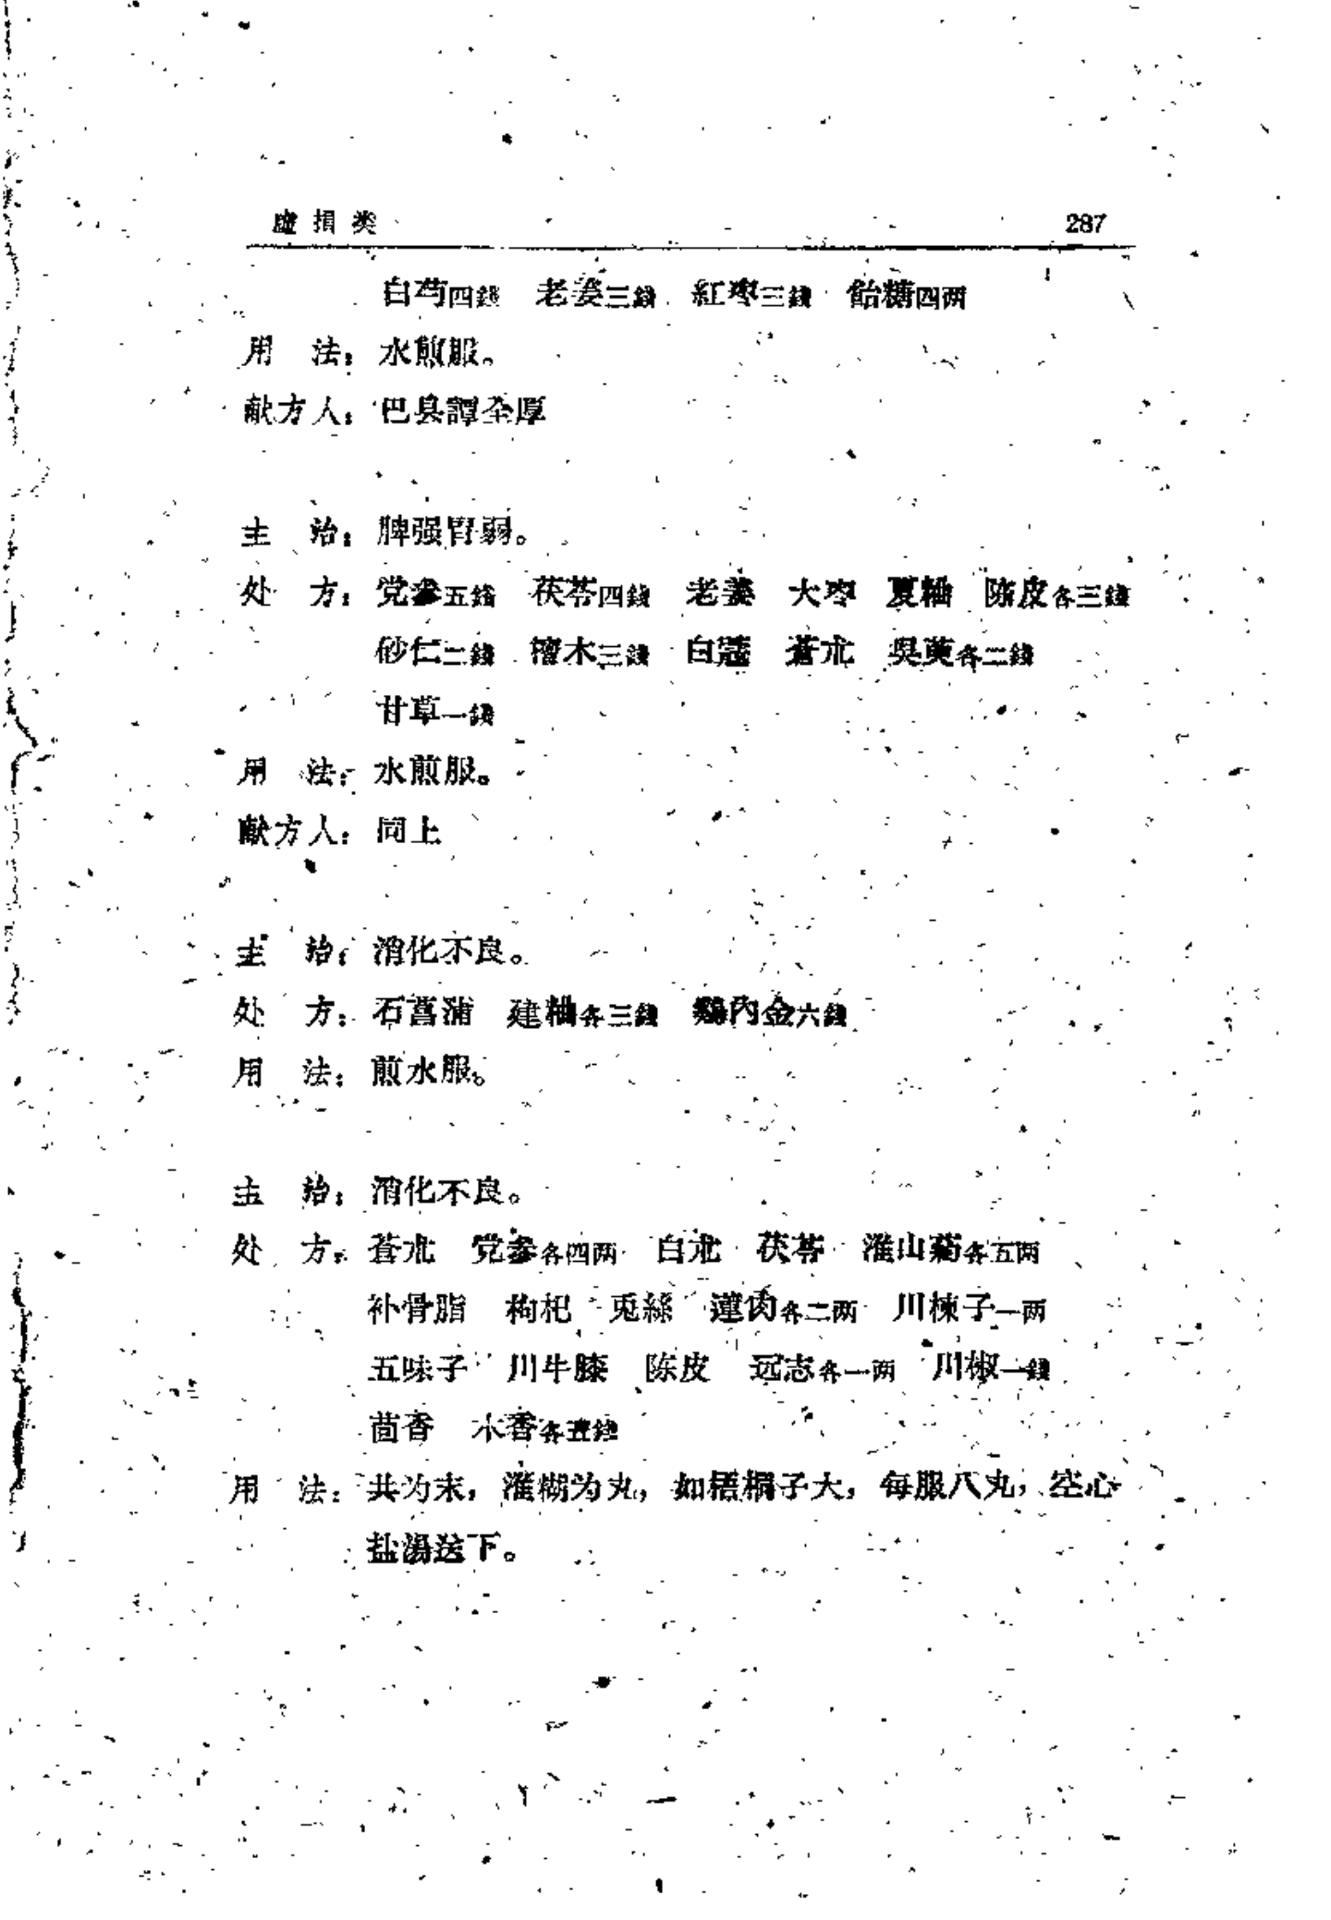 虚损类 287
白芍四錢 老姜三錢 紅枣三錢 飴糖四两
用 法：水煎服。
献方人：巴县譚全厚
主 治：脾强胃弱。
处 方：党参五錢 茯苓四錢 老姜 大枣 夏粬 陈皮各三錢
砂仁二錢 檀木三錢 白蔻 蒼朮 吳萸各二錢
甘草一錢
用 法：水煎服。
献方人：同上
主 治：消化不良。
处 方：石菖蒲 建粬各三錢 鷄內金六錢
用 法：煎水服。
主 治：消化不良。
处 方：蒼朮 党参各四两 白朮 茯苓 淮山葯各五两
补骨脂 枸杞 兎絲 蓮肉各二两 川楝子一两
五味子 川牛膝 陈皮 远志各一两 川椒一錢
茴香 木香各五錢
用 法：共为末，淮糊为丸，如梧桐子大，每服八丸，空心
盐湯送下。